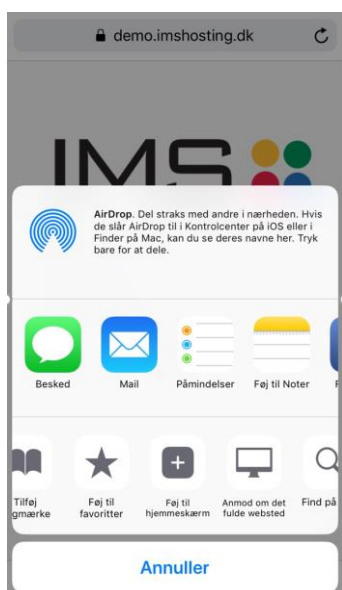 demo.imshosting.dk
IMS
AirDrop. Del straks med andre i nærheden. Hvis
de slår AirDrop til i Kontrolcenter på iOS eller i
Finder på Mac, kan du se deres navne her. Tryk
bare for at dele.
Besked Mail Påmindelser Føj til Noter
Tilføj Føj til Føj til Anmod om det Find på
gmærke favoritter hjemmeskærm fulde websted
Annuller